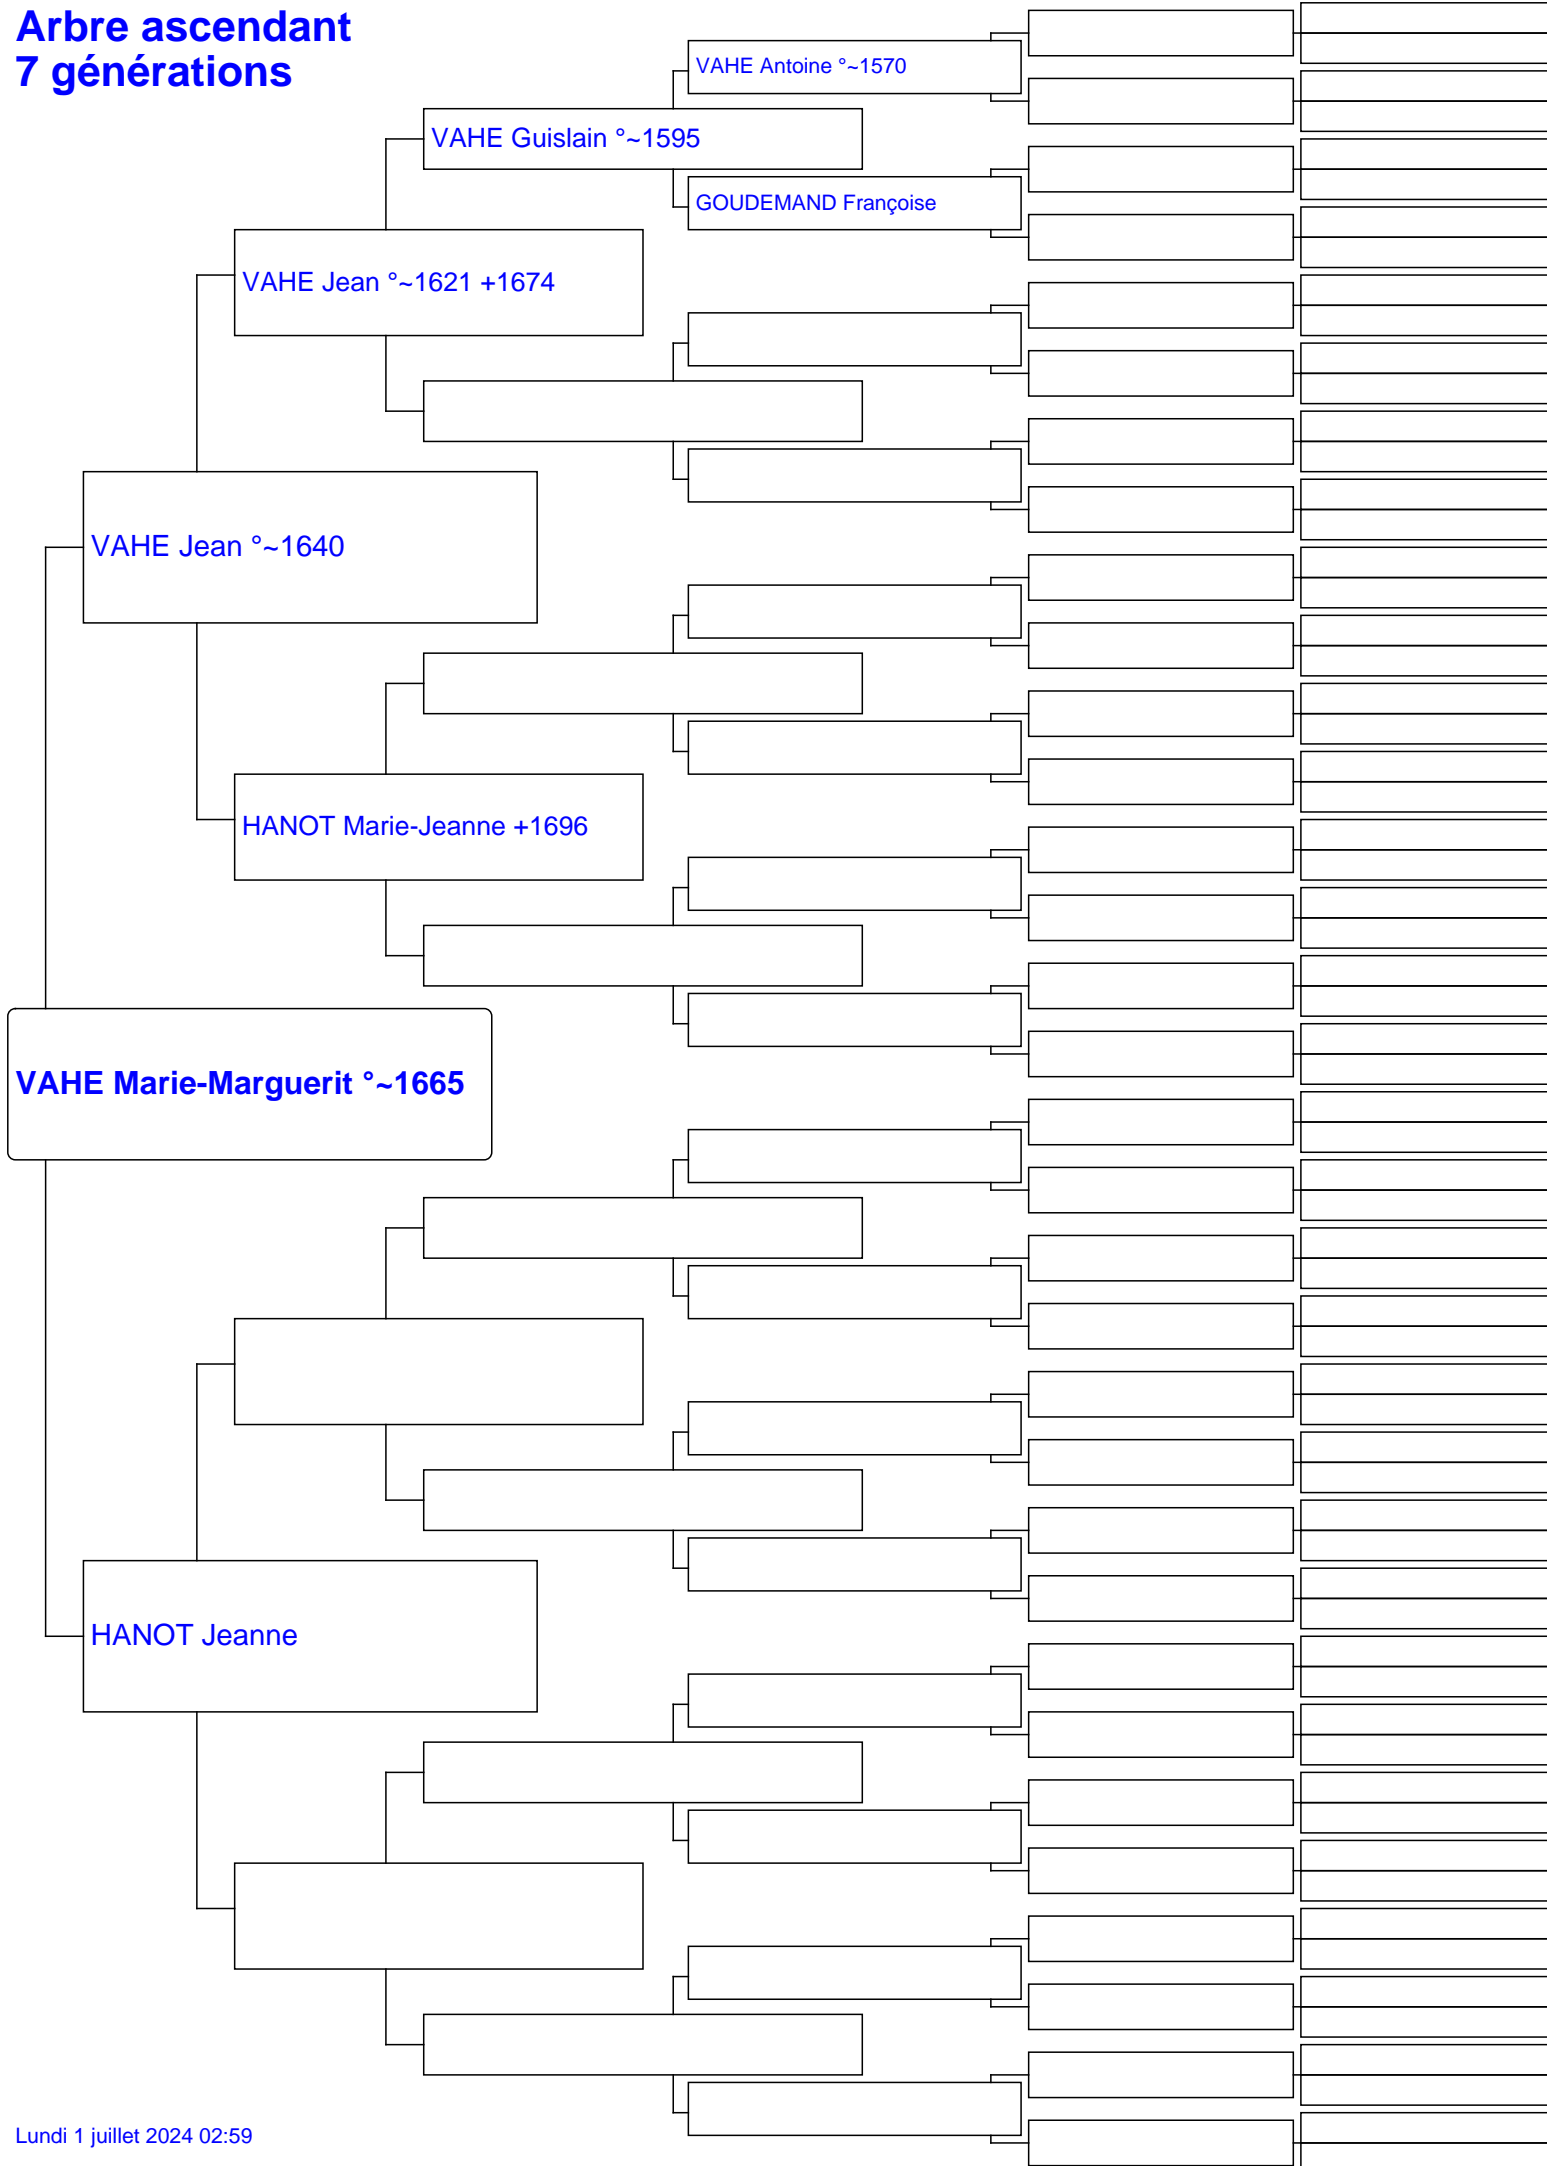 Arbre ascendant
7 générations
VAHE Antoine °~1570
VAHE Guislain °~1595
GOUDEMAND Françoise
VAHE Jean °~1621 +1674
VAHE Jean °~1640
HANOT Marie-Jeanne +1696
VAHE Marie-Marguerit °~1665
HANOT Jeanne
Lundi 1 juillet 2024 02:59